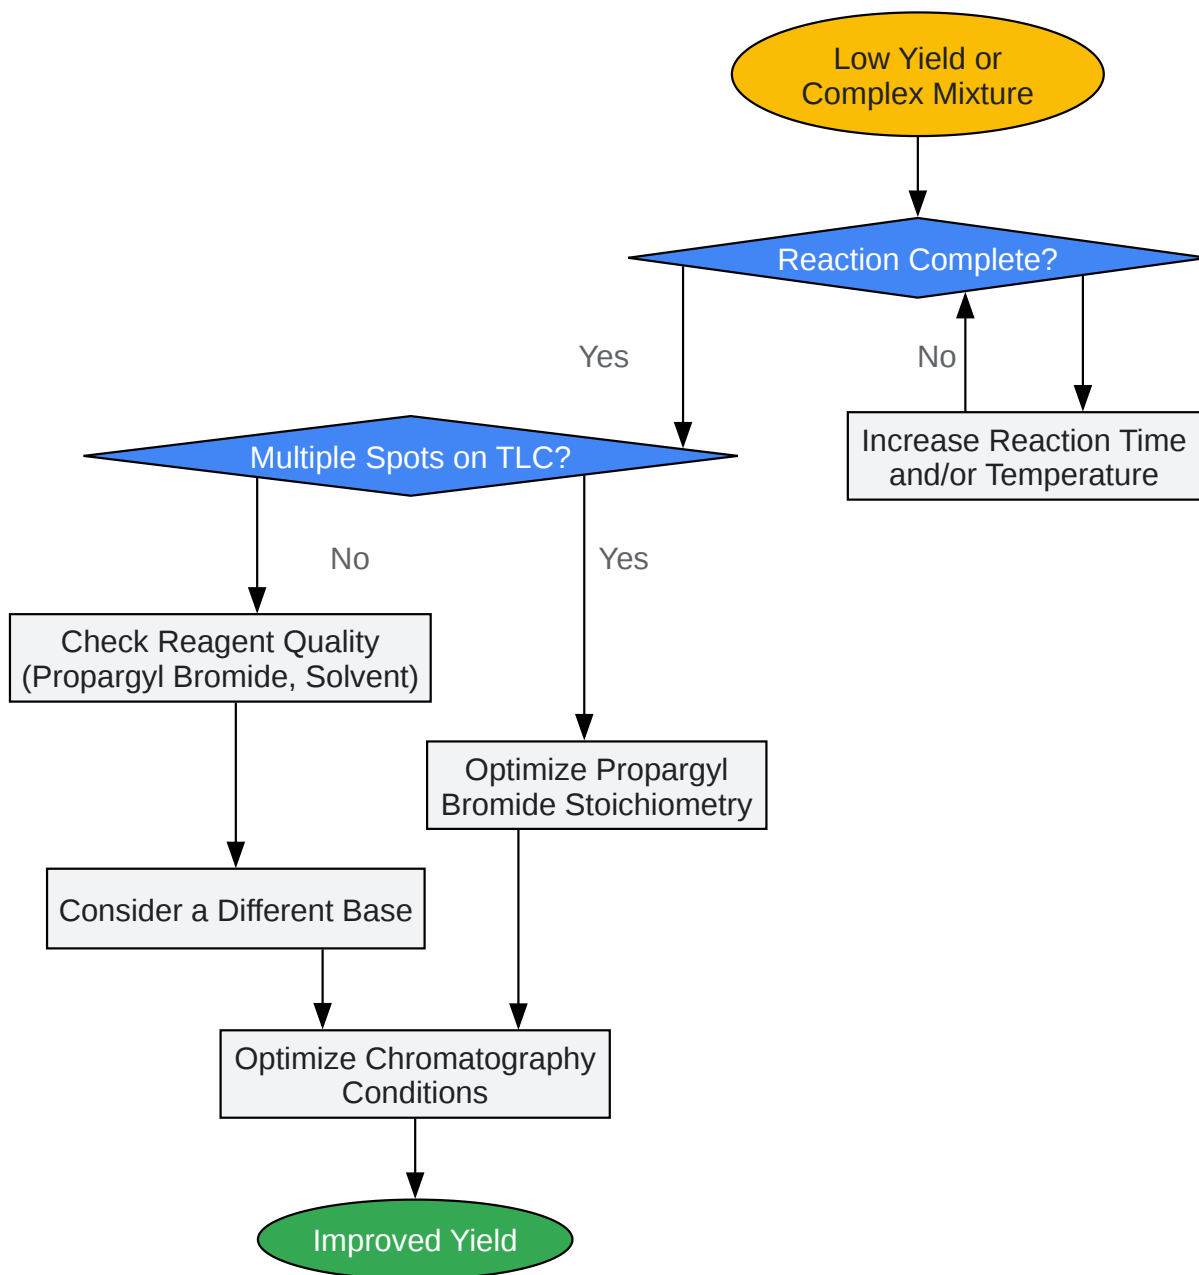 Low Yield or
Complex Mixture
Reaction Complete?
Yes
No
Increase Reaction Time
and/or Temperature
Multiple Spots on TLC?
No
Yes
Check Reagent Quality
(Propargyl Bromide, Solvent)
Optimize Propargyl
Bromide Stoichiometry
Consider a Different Base
Optimize Chromatography
Conditions
Improved Yield